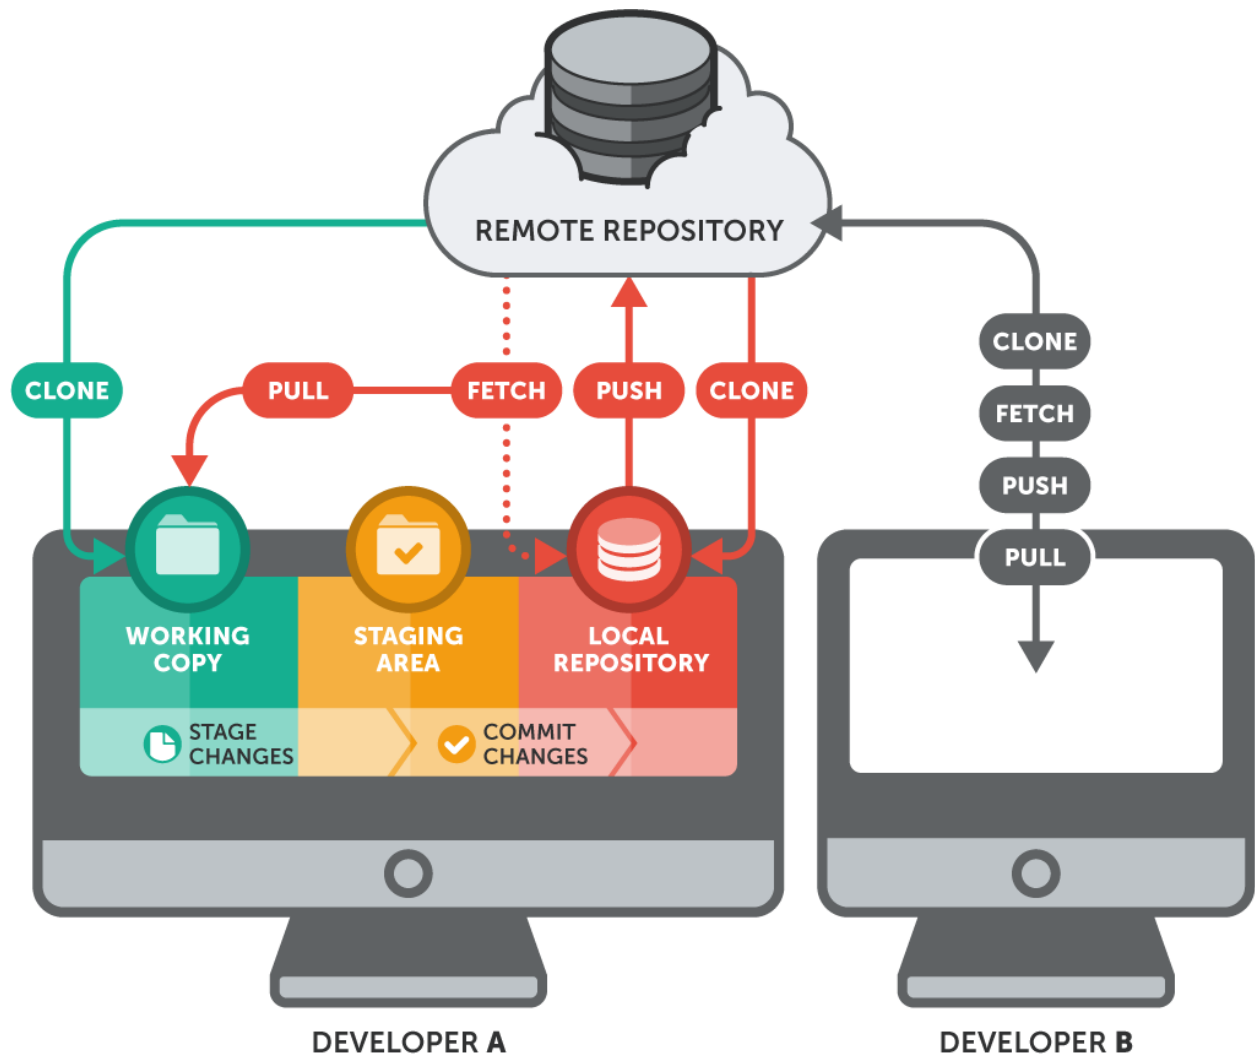 REMOTE REPOSITORY
CLONE
PULL
FETCH
PUSH
CLONE
CLONE
FETCH
PUSH
PULL
WORKING
COPY
STAGING
AREA
LOCAL
REPOSITORY
STAGE
CHANGES
COMMIT
CHANGES
DEVELOPER A
DEVELOPER B